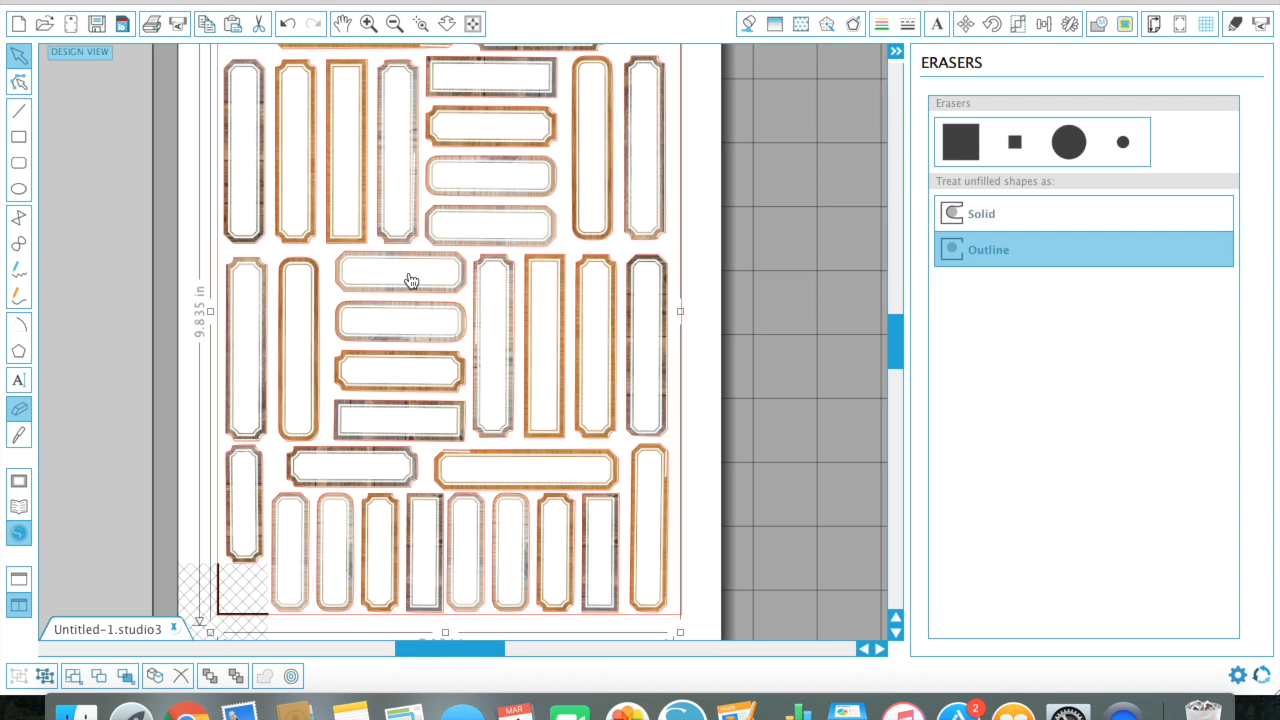 DESIGN VIEW
ERASERS
Erasers
Treat unfilled shapes as:
Solid
Outline
A
9.835 in
A
Untitled-1.studio3
x
MAR
2